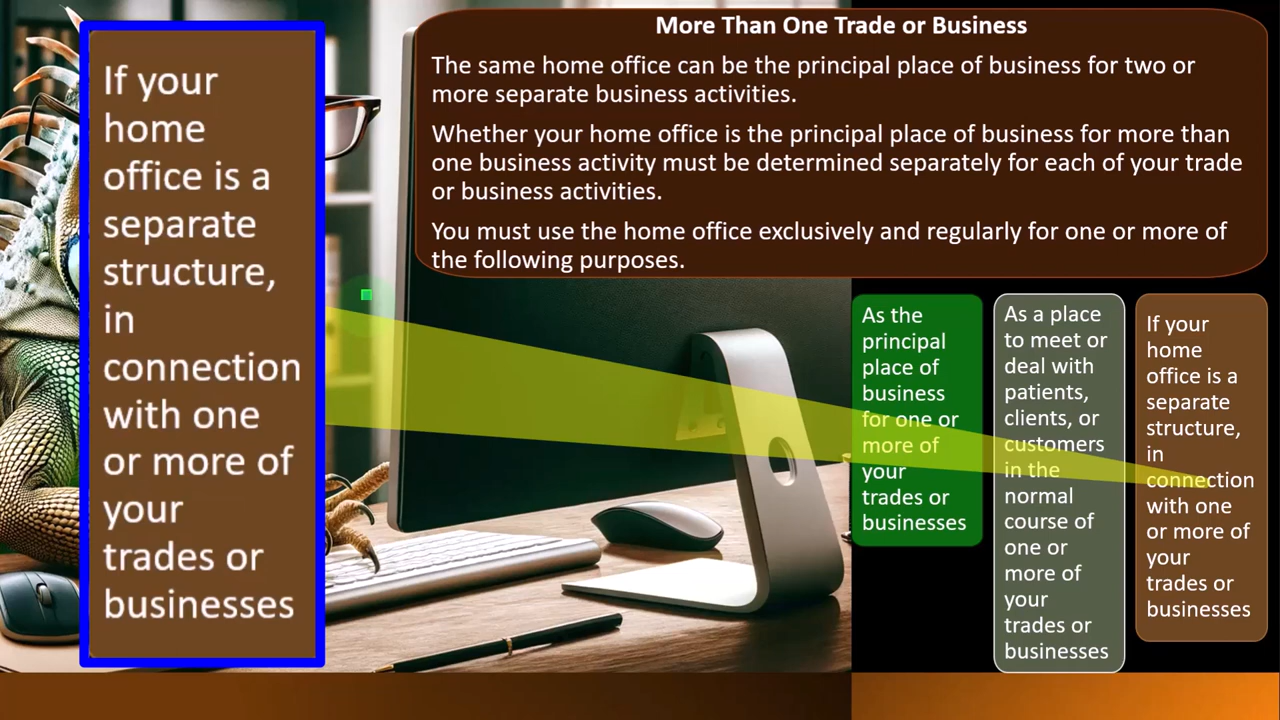 If your
home
office is a
separate
structure,
in
connection
with one
or more of
your
trades or
businesses
More Than One Trade or Business
The same home office can be the principal place of business for two or
more separate business activities.
Whether your home office is the principal place of business for more than
one business activity must be determined separately for each of your trade
or business activities.
You must use the home office exclusively and regularly for one or more of
the following purposes.
As the
principal
place of
business
for one or
more of
your
trades or
businesses
As a place
to meet or
deal with
patients,
clients, or
customers
in the
normal
course of
one or
more of
your
trades or
businesses
If your
home
office is a
separate
structure,
in
connection
with one
or more of
your
trades or
businesses